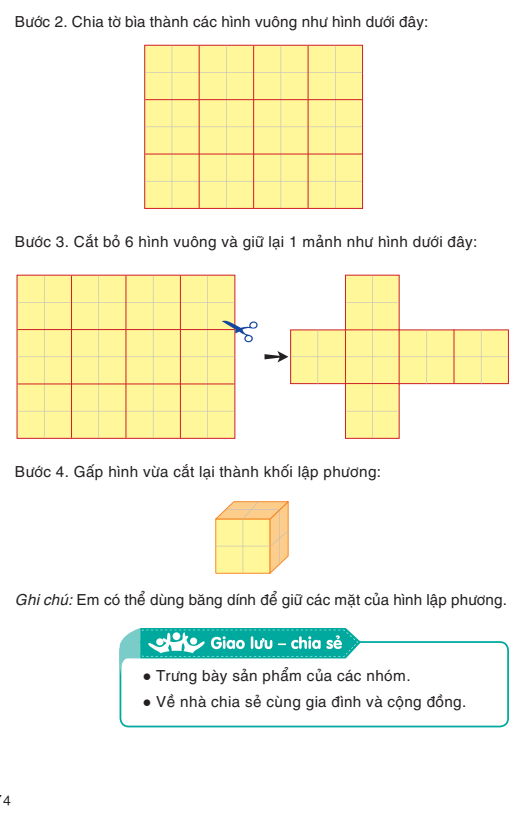 Bước 2. Chia tờ bìa thành các hình vuông như hình dưới đây:
Bước 3. Cắt bỏ 6 hình vuông và giữ lại 1 mảnh như hình dưới đây:
Bước 4. Gấp hình vừa cắt lại thành khối lập phương:
Ghi chú: Em có thể dùng băng dính để giữ các mặt của hình lập phương.
Giao lưu – chia sẻ
● Trưng bày sản phẩm của các nhóm.
● Về nhà chia sẻ cùng gia đình và cộng đồng.
4